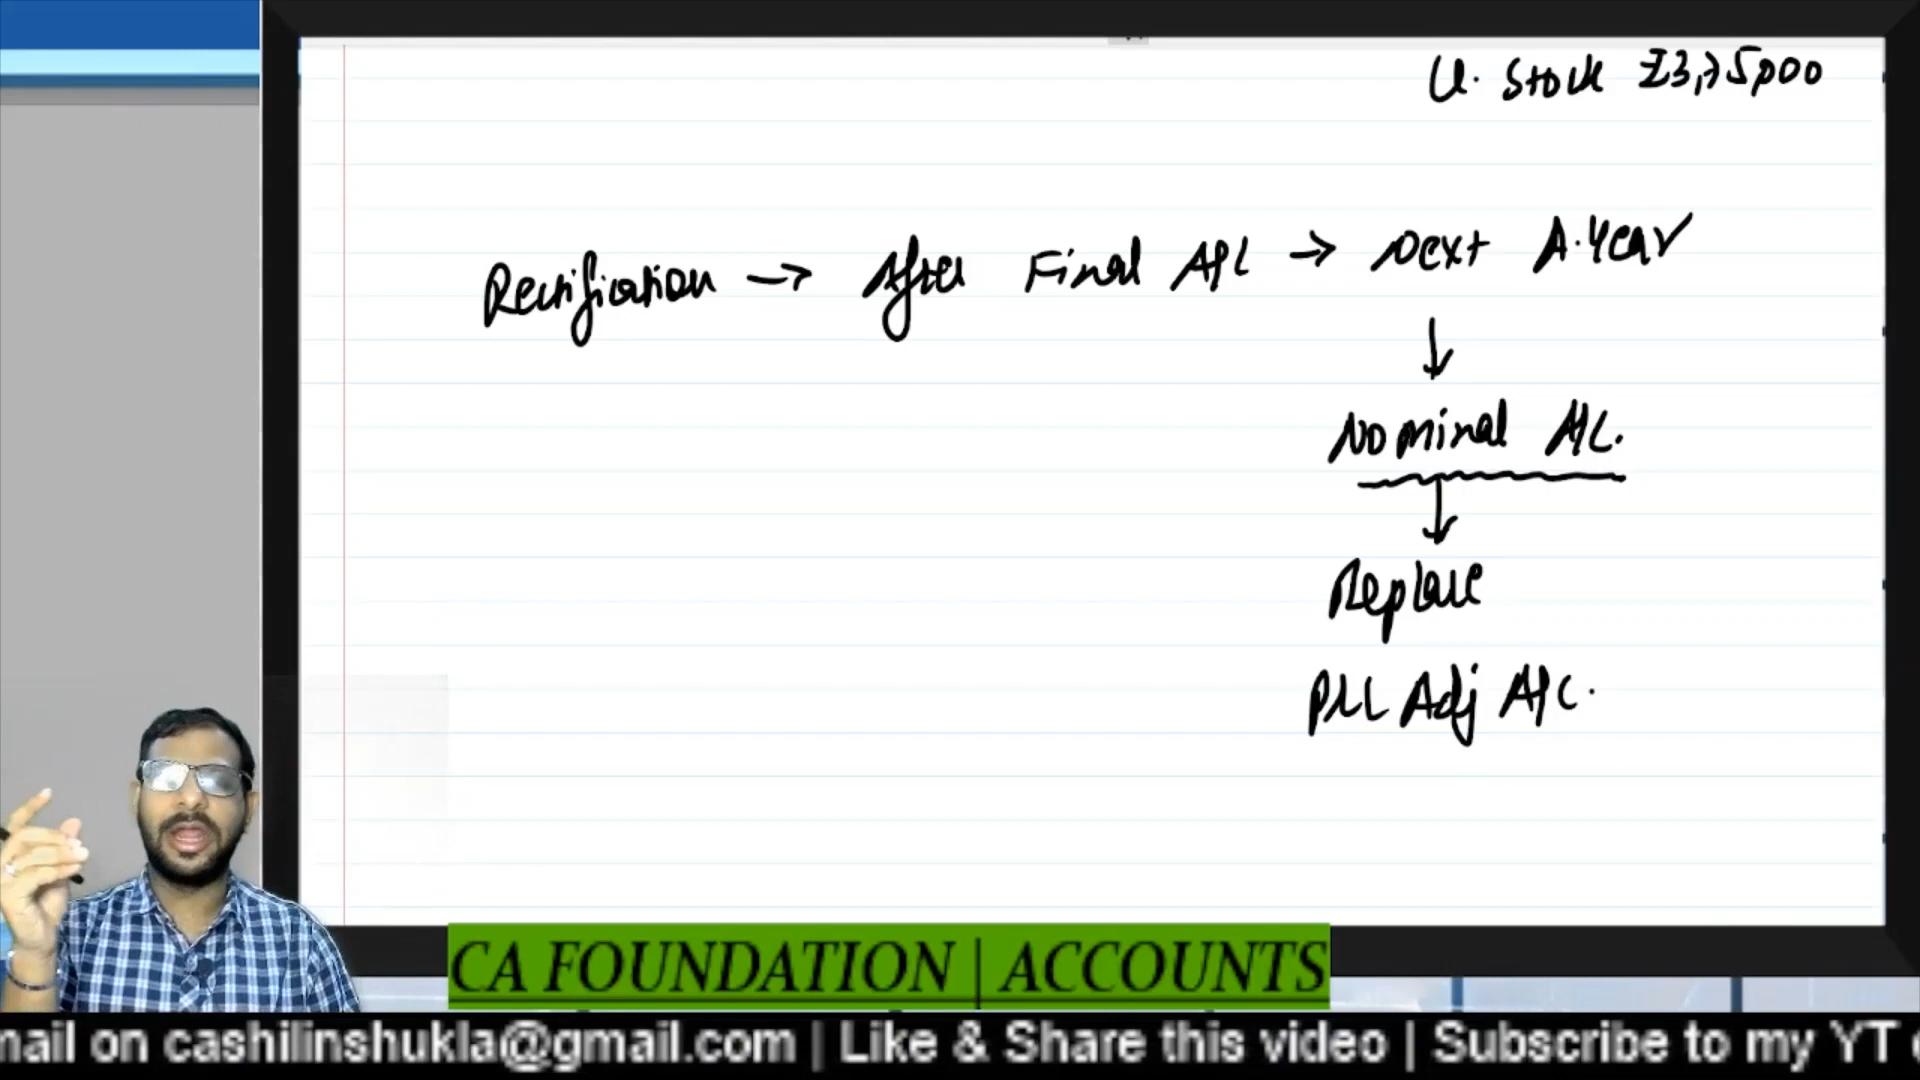 U. Stock ₹3,75,000
Rectification → After Final A/c → Next A.Year
↓
Nominal A/c.
↓
Replace
P&L Adj A/c.
CA FOUNDATION | ACCOUNTS
mail on cashilinshukla@gmail.com | Like & Share this video | Subscribe to my YT